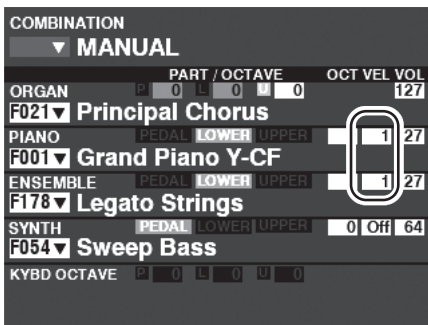 COMBINATION
▼ MANUAL
PART / OCTAVE OCT VEL VOL
ORGAN P 0 L 0 U 0 127
F021▼ Principal Chorus
PIANO PEDAL LOWER UPPER 1 27
F001▼ Grand Piano Y-CF
ENSEMBLE PEDAL LOWER UPPER 1 27
F178▼ Legato Strings
SYNTH PEDAL LOWER UPPER 0 Off 64
F054▼ Sweep Bass
KYBD OCTAVE P 0 L 0 U 0